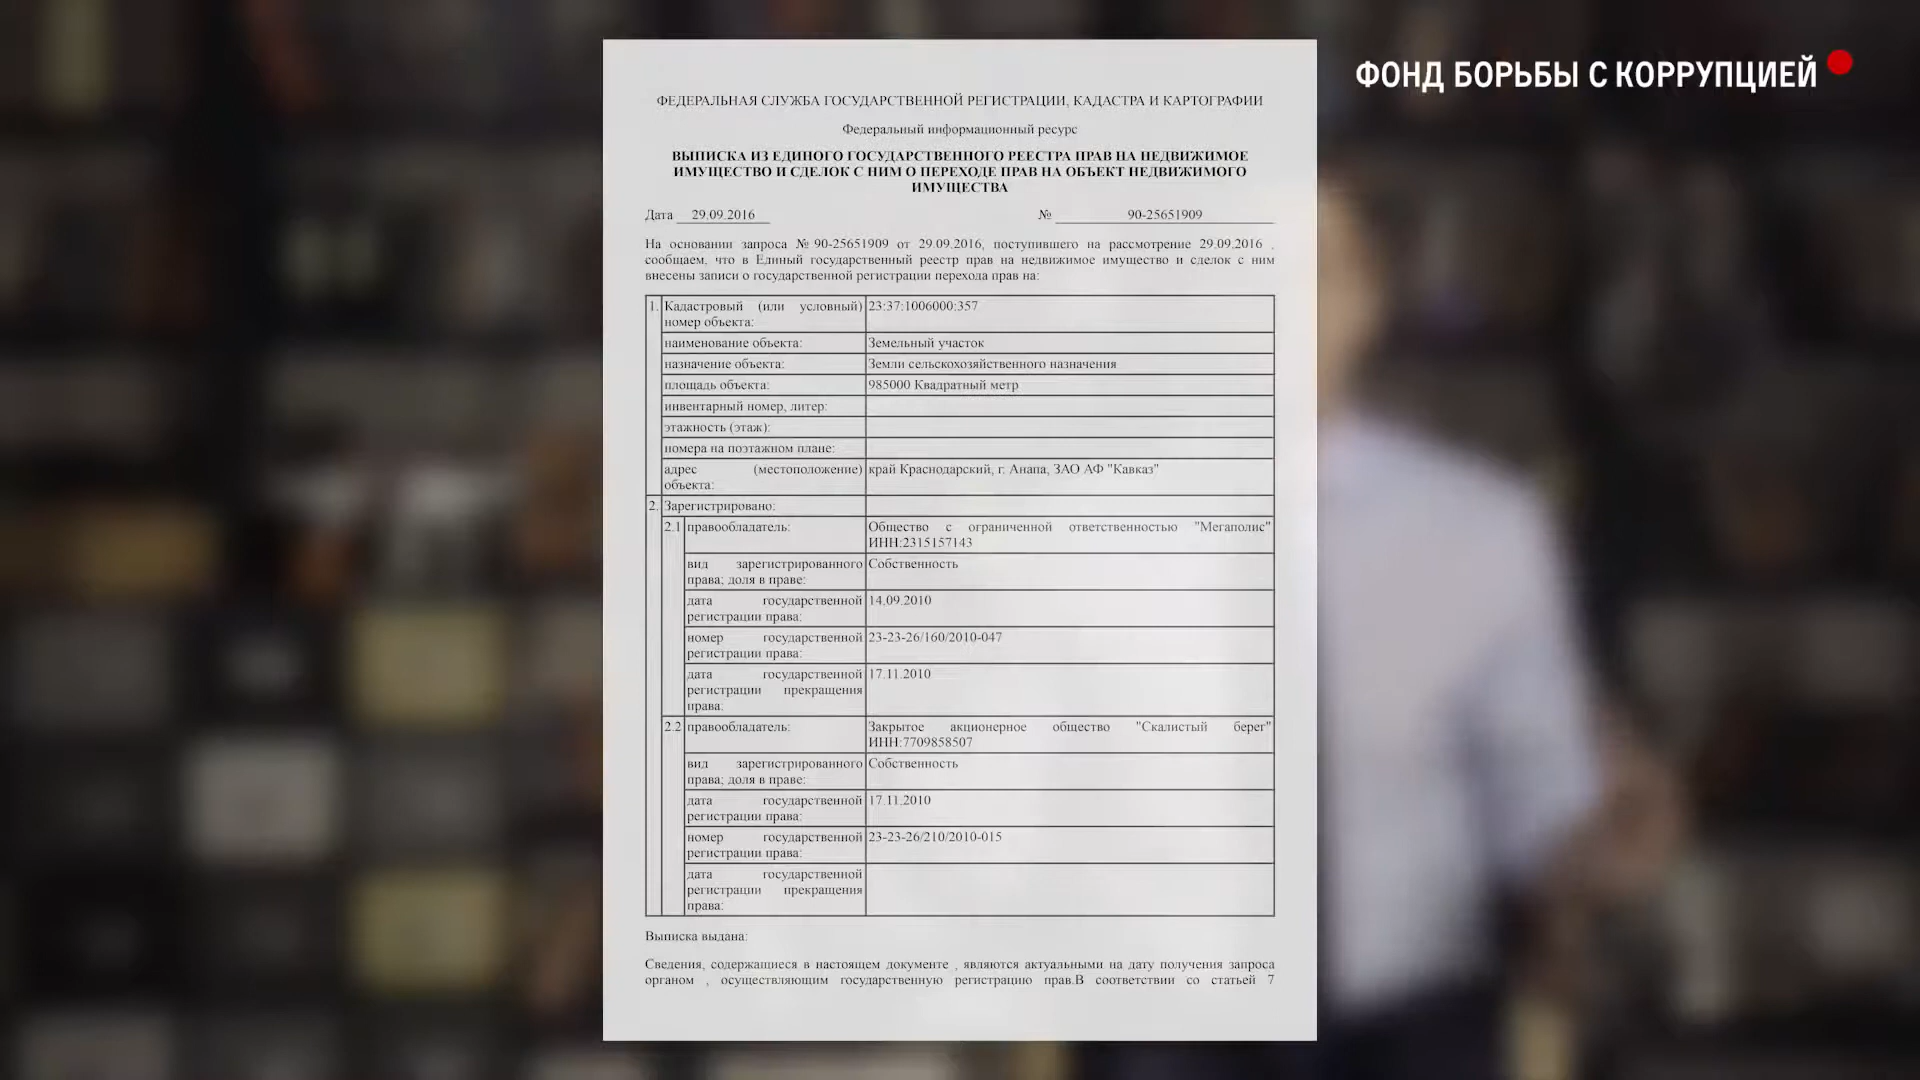 ФОНД БОРЬБЫ С КОРРУПЦИЕЙ
ФЕДЕРАЛЬНАЯ СЛУЖБА ГОСУДАРСТВЕННОЙ РЕГИСТРАЦИИ, КАДАСТРА И КАРТОГРАФИИ
Федеральный информационный ресурс
ВЫПИСКА ИЗ ЕДИНОГО ГОСУДАРСТВЕННОГО РЕЕСТРА ПРАВ НА НЕДВИЖИМОЕ
ИМУЩЕСТВО И СДЕЛОК С НИМ О ПЕРЕХОДЕ ПРАВ НА ОБЪЕКТ НЕДВИЖИМОГО
ИМУЩЕСТВА
Дата 29.09.2016 № 90-25651909
На основании запроса № 90-25651909 от 29.09.2016, поступившего на рассмотрение 29.09.2016 ,
сообщаем, что в Единый государственный реестр прав на недвижимое имущество и сделок с ним
внесены записи о государственной регистрации перехода прав на:
1. Кадастровый (или условный) 23:37:1006000:357
номер объекта:
наименование объекта: Земельный участок
назначение объекта: Земли сельскохозяйственного назначения
площадь объекта: 985000 Квадратный метр
инвентарный номер, литер:
этажность (этаж):
номера на поэтажном плане:
адрес (местоположение) край Краснодарский, г. Анапа, ЗАО АФ "Кавказ"
объекта:
2. Зарегистрировано:
2.1 правообладатель: Общество с ограниченной ответственностью "Мегаполис"
ИНН:2315157143
вид зарегистрированного Собственность
права; доля в праве:
дата государственной 14.09.2010
регистрации права:
номер государственной 23-23-26/160/2010-047
регистрации права:
дата государственной 17.11.2010
регистрации прекращения
права:
2.2 правообладатель: Закрытое акционерное общество "Скалистый берег"
ИНН:7709858507
вид зарегистрированного Собственность
права; доля в праве:
дата государственной 17.11.2010
регистрации права:
номер государственной 23-23-26/210/2010-015
регистрации права:
дата государственной
регистрации прекращения
права:
Выписка выдана:
Сведения, содержащиеся в настоящем документе , являются актуальными на дату получения запроса
органом , осуществляющим государственную регистрацию прав.В соответствии со статьей 7